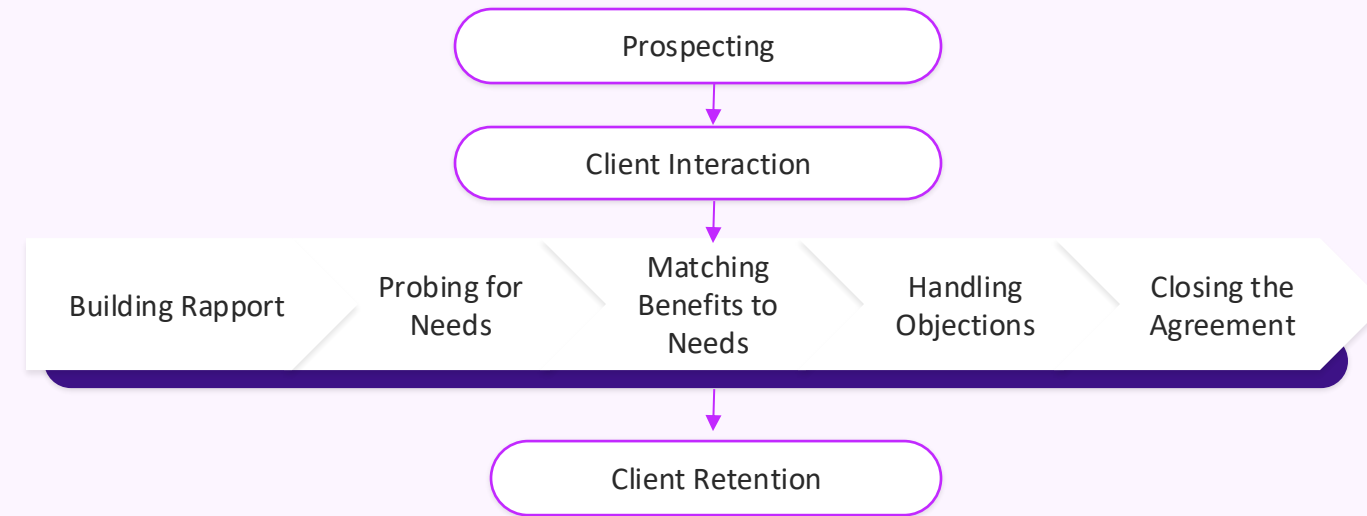 Prospecting
Client Interaction
Building Rapport
Probing for
Needs
Matching
Benefits to
Needs
Handling
Objections
Closing the
Agreement
Client Retention